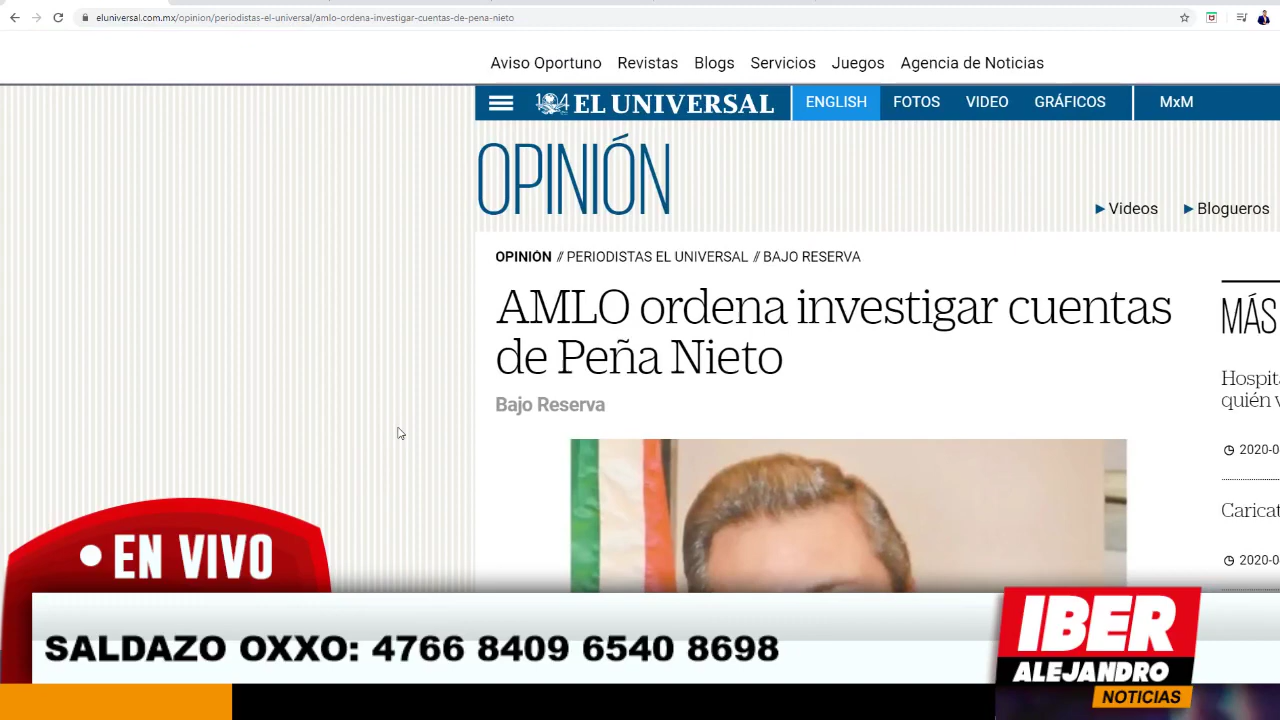 eluniversal.com.mx/opinion/periodistas-el-universal/amlo-ordena-investigar-cuentas-de-pena-nieto
Aviso Oportuno Revistas Blogs Servicios Juegos Agencia de Noticias
104 EL UNIVERSAL ENGLISH FOTOS VIDEO GRÁFICOS MxM
OPINIÓN
Videos Blogueros
OPINIÓN // PERIODISTAS EL UNIVERSAL // BAJO RESERVA
AMLO ordena investigar cuentas
de Peña Nieto
Bajo Reserva
MÁS
Hospita
quién v
2020-0
Caricat
2020-0
EN VIVO
SALDAZO OXXO: 4766 8409 6540 8698
IBER
ALEJANDRO
NOTICIAS